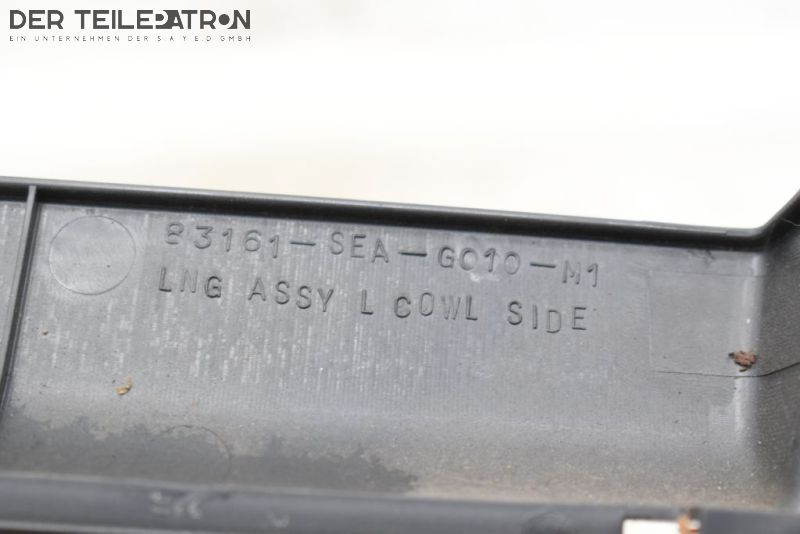 DER TEILEPATRON
EIN UNTERNEHMEN DER S A Y E.D GMBH
83161-SEA-G010-M1
LNG ASSY L COWL SIDE